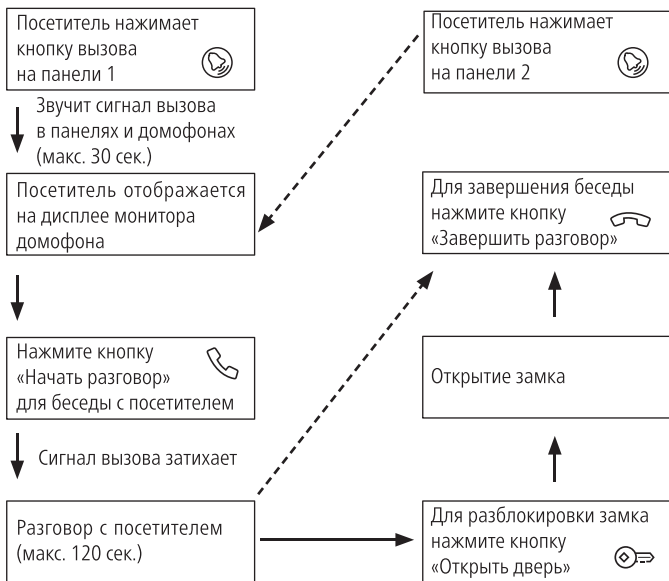 Посетитель нажимает
кнопку вызова
на панели 1
Звучит сигнал вызова
в панелях и домофонах
(макс. 30 сек.)
Посетитель отображается
на дисплее монитора
домофона
Нажмите кнопку
«Начать разговор»
для беседы с посетителем
Сигнал вызова затихает
Разговор с посетителем
(макс. 120 сек.)
Посетитель нажимает
кнопку вызова
на панели 2
Для завершения беседы
нажмите кнопку
«Завершить разговор»
Открытие замка
Для разблокировки замка
нажмите кнопку
«Открыть дверь»